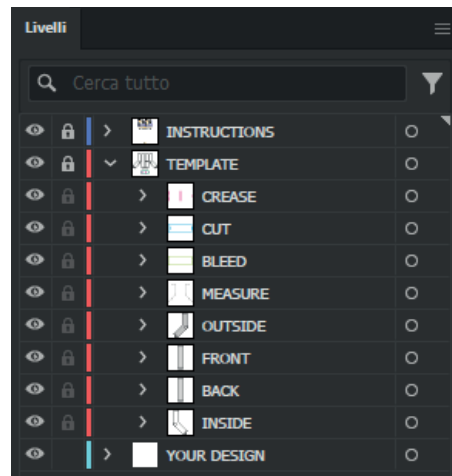 Livelli
Cerca tutto
INSTRUCTIONS
TEMPLATE
CREASE
CUT
BLEED
MEASURE
OUTSIDE
FRONT
BACK
INSIDE
YOUR DESIGN